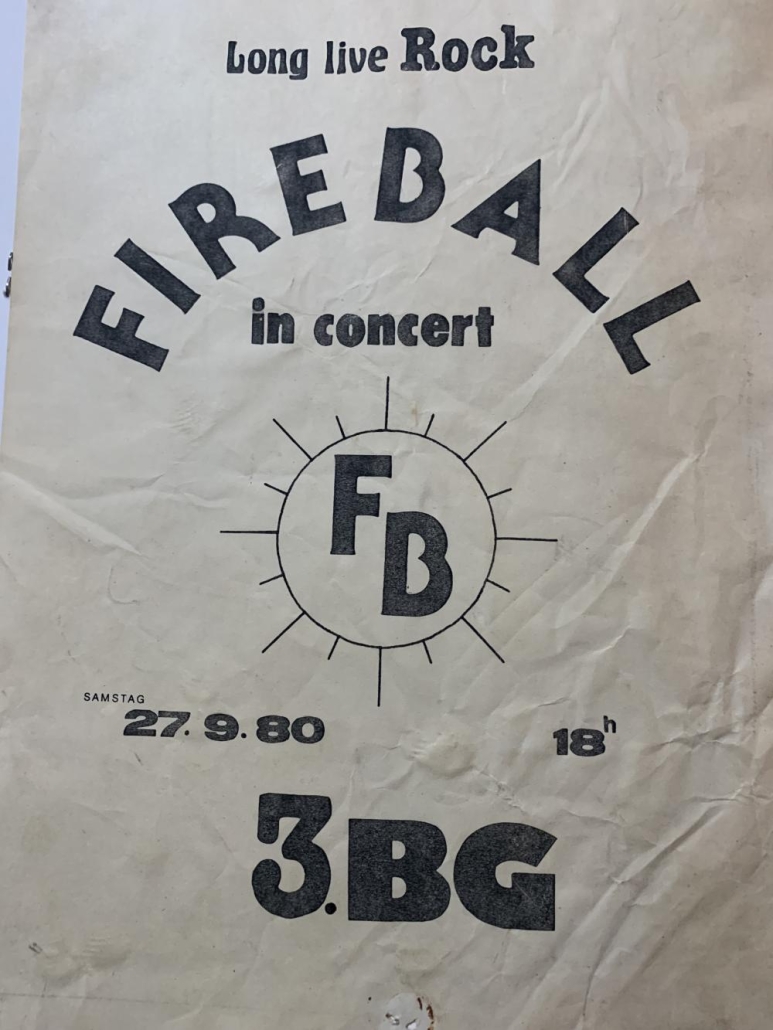 Long live Rock
FIREBALL
in concert
FB
SAMSTAG
27. 9. 80 18h
3.BG